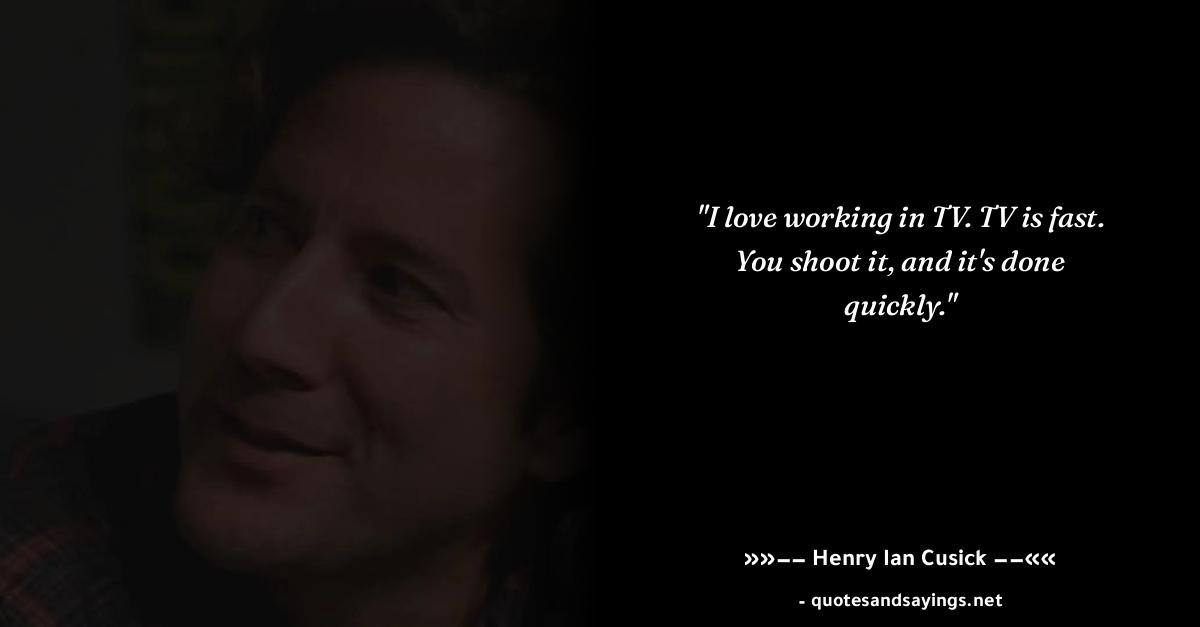 "I love working in TV. TV is fast.
You shoot it, and it's done
quickly."
»»–– Henry Ian Cusick ––««
- quotesandsayings.net